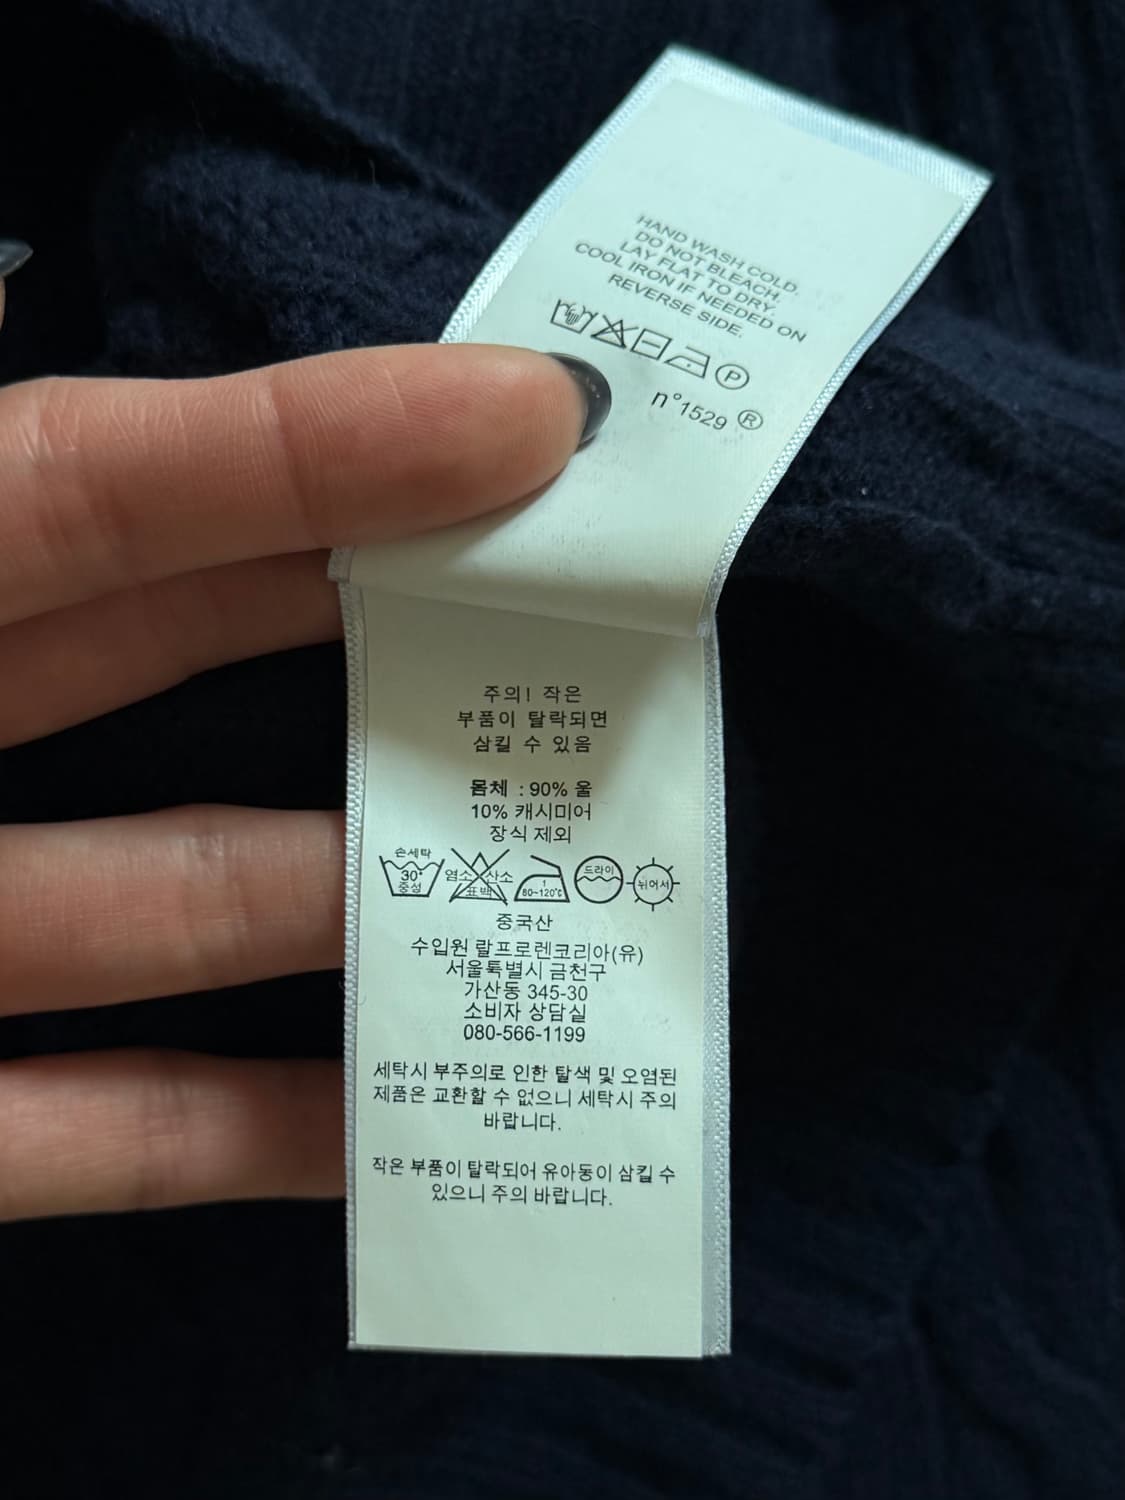 HAND WASH COLD.
DO NOT BLEACH.
LAY FLAT TO DRY.
COOL IRON IF NEEDED ON
REVERSE SIDE.
P
n°1529 ®
주의! 작은
부품이 탈락되면
삼킬 수 있음
몸체 : 90% 울
10% 캐시미어
장식 제외
손세탁
30°
중성
염소 산소
표백
1
80~120℃
드라이
뉘어서
중국산
수입원 랄프로렌코리아(유)
서울특별시 금천구
가산동 345-30
소비자 상담실
080-566-1199
세탁시 부주의로 인한 탈색 및 오염된
제품은 교환할 수 없으니 세탁시 주의
바랍니다.
작은 부품이 탈락되어 유아동이 삼킬 수
있으니 주의 바랍니다.